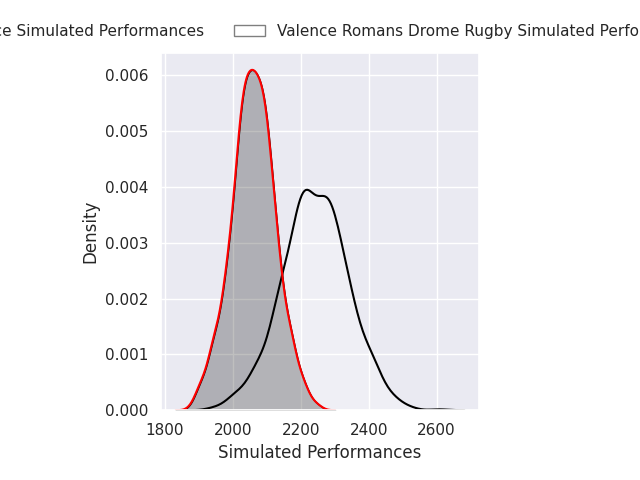 ce Simulated Performances Valence Romans Drome Rugby Simulated Perfo
0.006
0.005
0.004
0.003
0.002
0.001
0.000
Density
1800 2000 2200 2400 2600
Simulated Performances